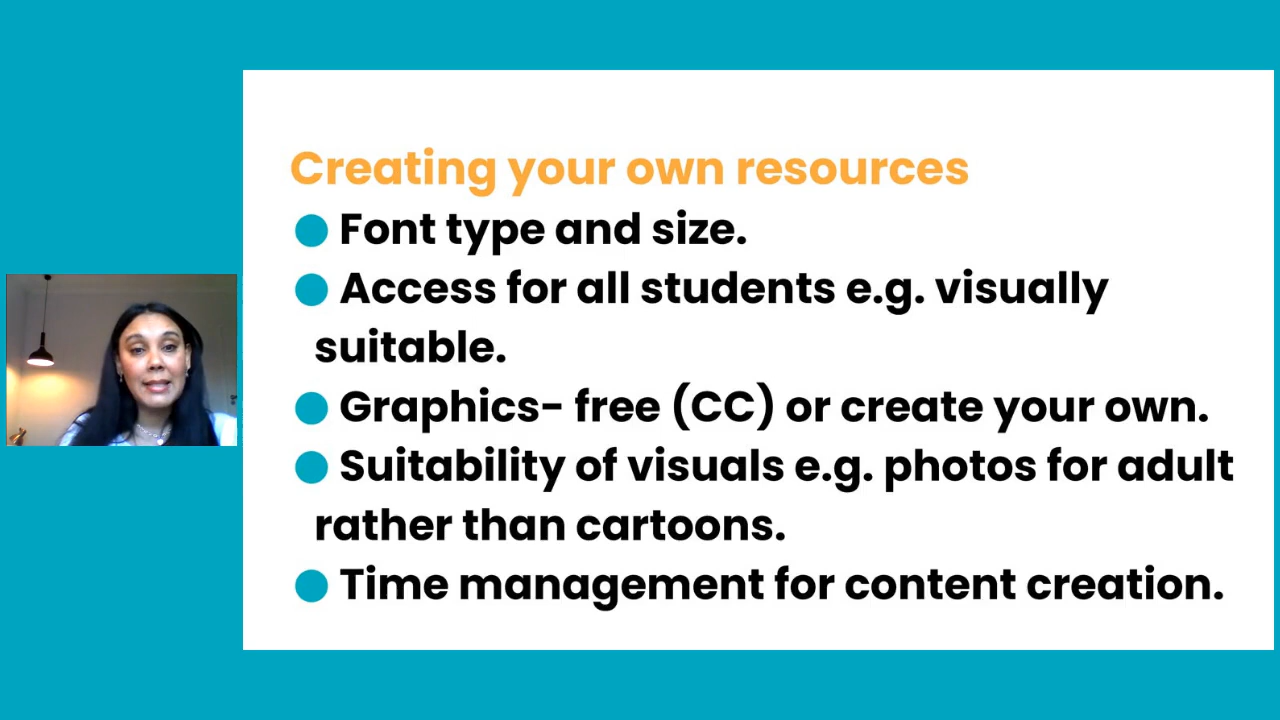 Creating your own resources
● Font type and size.
● Access for all students e.g. visually
suitable.
● Graphics- free (CC) or create your own.
● Suitability of visuals e.g. photos for adult
rather than cartoons.
● Time management for content creation.